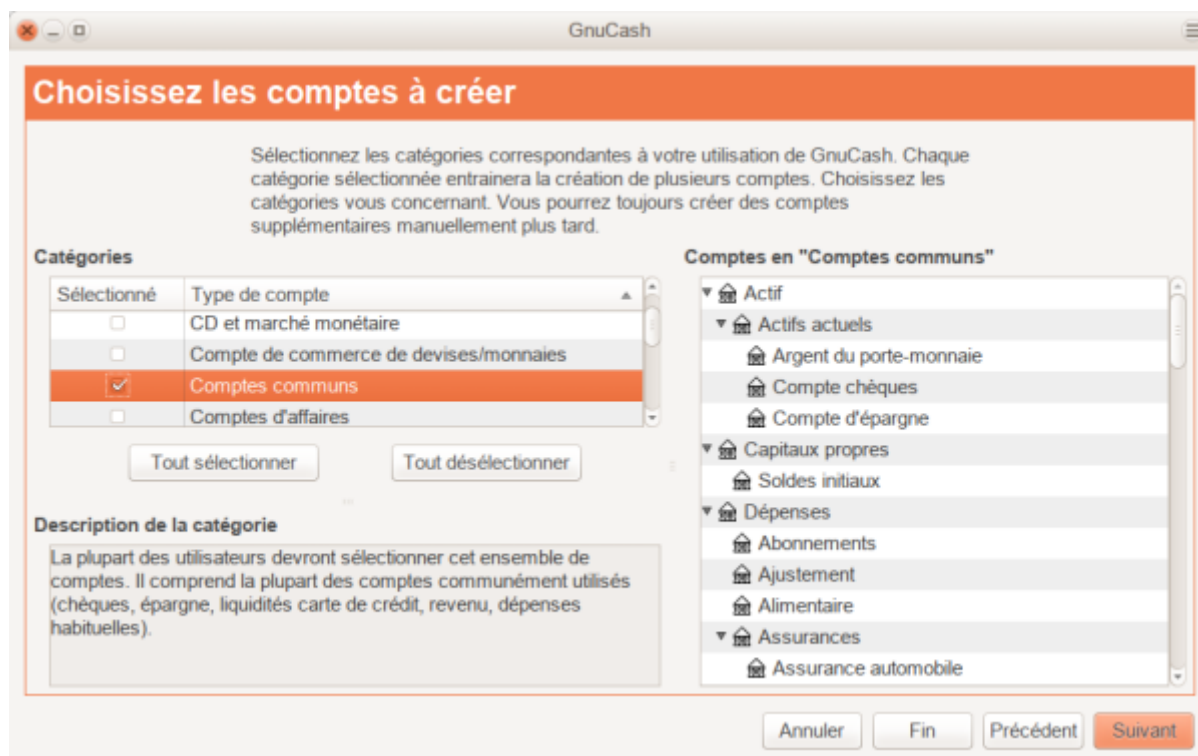 GnuCash
Choisissez les comptes à créer
Sélectionnez les catégories correspondantes à votre utilisation de GnuCash. Chaque
catégorie sélectionnée entrainera la création de plusieurs comptes. Choisissez les
catégories vous concernant. Vous pourrez toujours créer des comptes
supplémentaires manuellement plus tard.
Catégories
Sélectionné Type de compte
CD et marché monétaire
Compte de commerce de devises/monnaies
Comptes communs
Comptes d'affaires
Tout sélectionner Tout désélectionner
Description de la catégorie
La plupart des utilisateurs devront sélectionner cet ensemble de
comptes. Il comprend la plupart des comptes communément utilisés
(chèques, épargne, liquidités carte de crédit, revenu, dépenses
habituelles).
Comptes en "Comptes communs"
Actif
Actifs actuels
Argent du porte-monnaie
Compte chèques
Compte d'épargne
Capitaux propres
Soldes initiaux
Dépenses
Abonnements
Ajustement
Alimentaire
Assurances
Assurance automobile
Annuler Fin Précédent Suivant